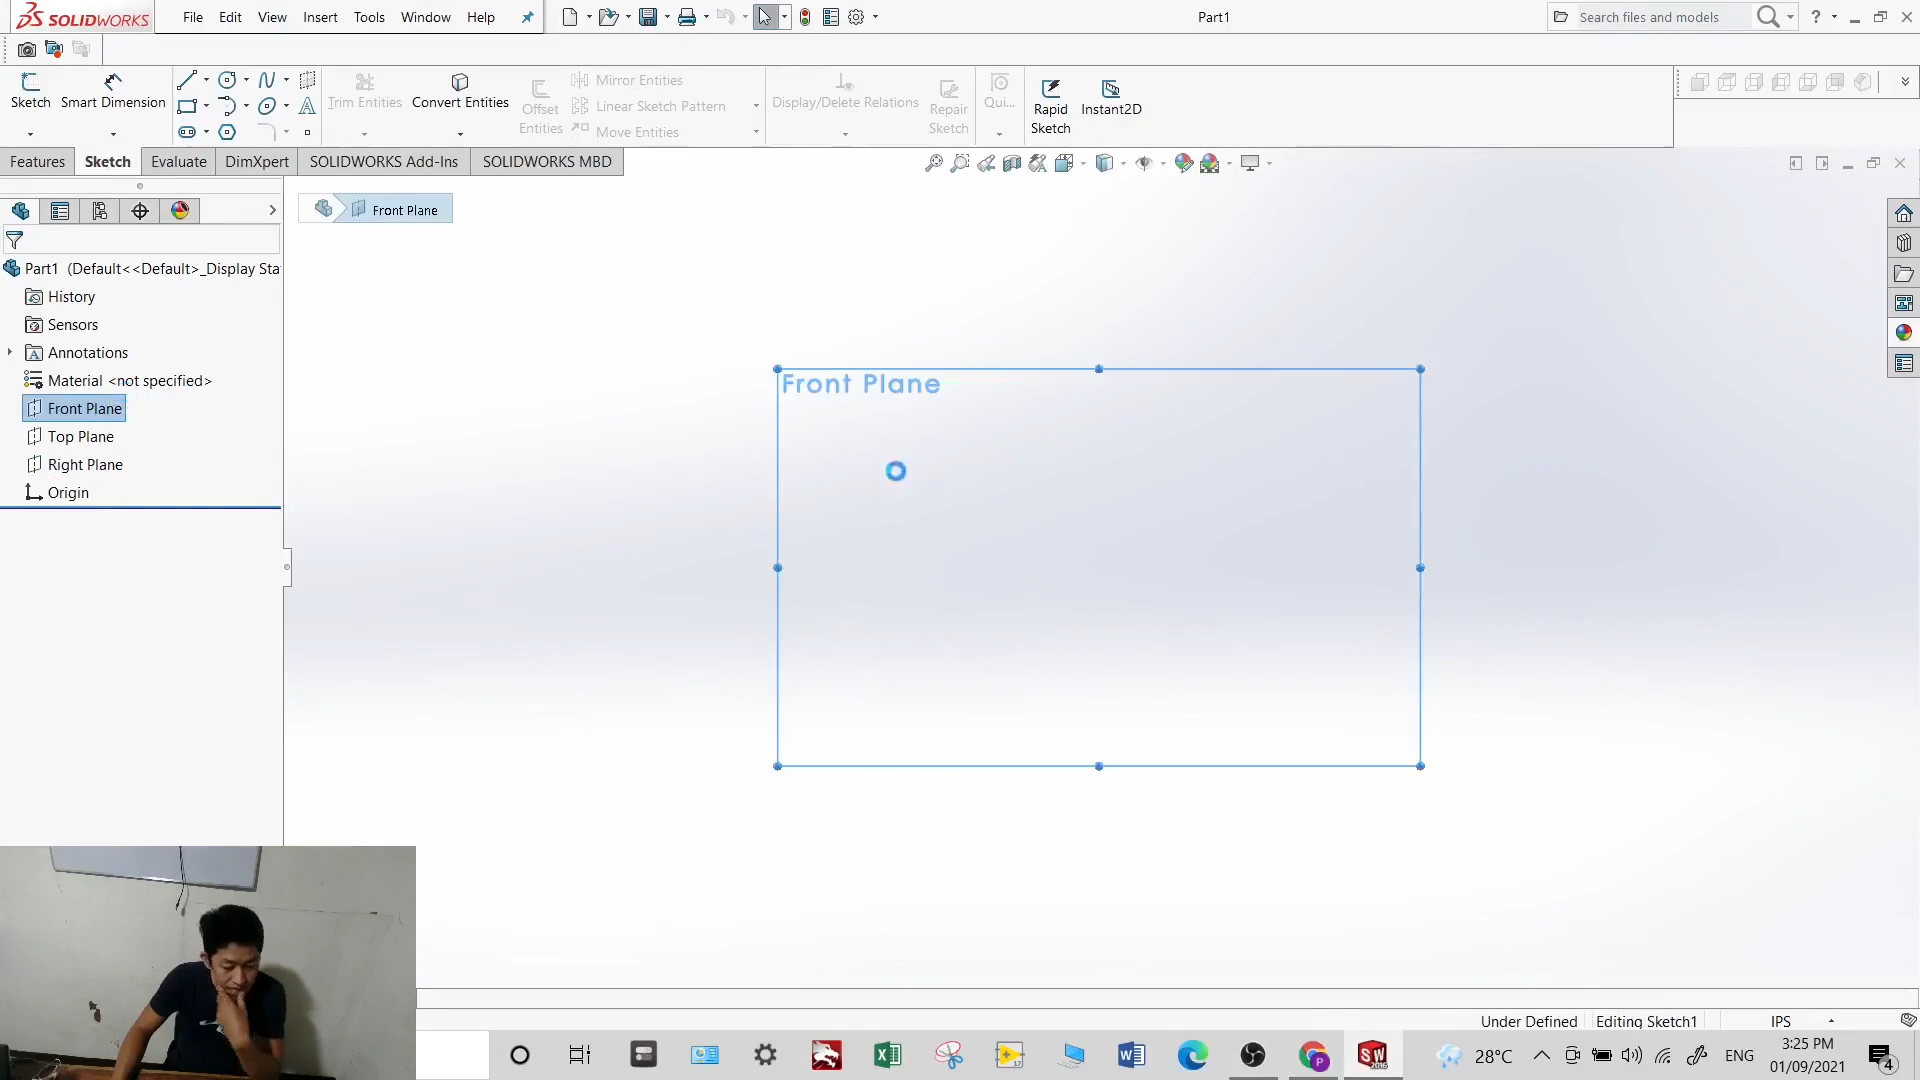 SOLIDWORKS File Edit View Insert Tools Window Help Part1 Search files and models ?
Sketch Smart Dimension Trim Entities Convert Entities Offset Entities Mirror Entities Display/Delete Relations Repair Sketch Qui... Rapid Sketch Instant2D
Linear Sketch Pattern
Move Entities
Features Sketch Evaluate DimXpert SOLIDWORKS Add-Ins SOLIDWORKS MBD
Front Plane
Part1 (Default<<Default>_Display Sta
History
Sensors
A Annotations
Material <not specified>
Front Plane
Top Plane
Right Plane
Origin
Front Plane
Under Defined Editing Sketch1 IPS
28°C ENG 3:25 PM
01/09/2021
4
SW
2016
P